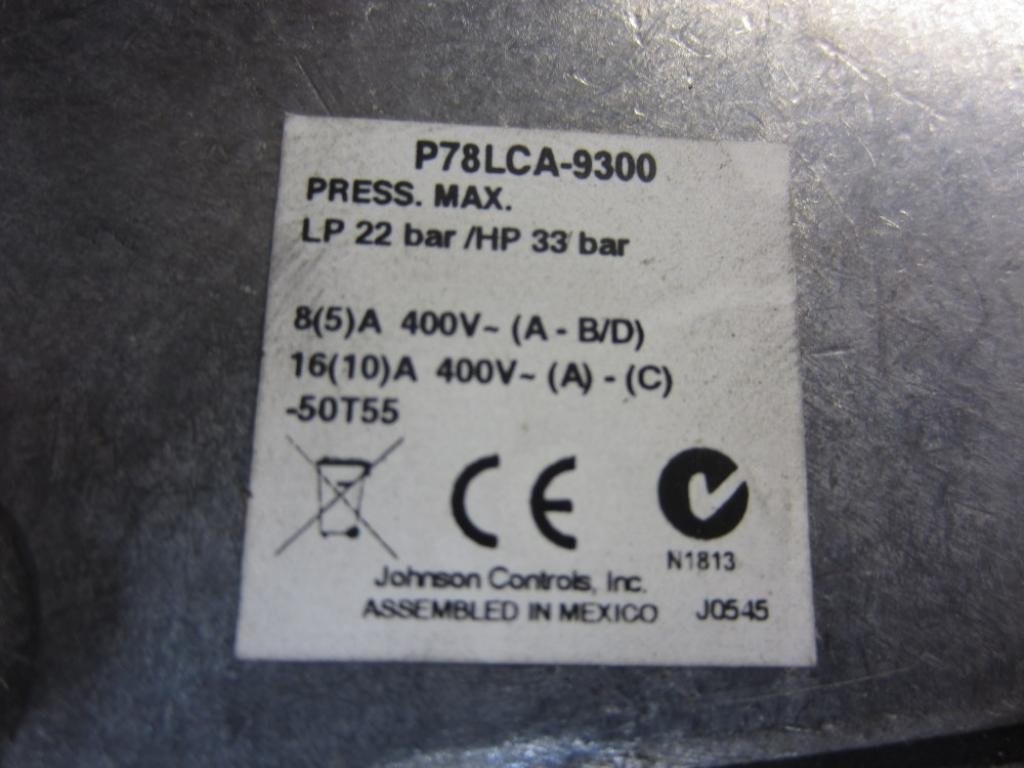 P78LCA-9300
PRESS. MAX.
LP 22 bar /HP 33 bar
8(5)A 400V~ (A - B/D)
16(10)A 400V~ (A) - (C)
-50T55
CE
N1813
Johnson Controls, Inc.
ASSEMBLED IN MEXICO J0545